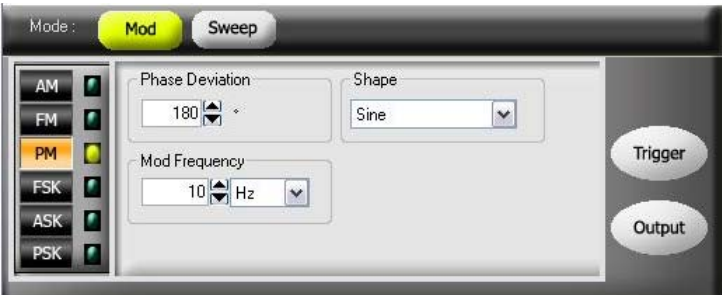 Mode :
Mod
Sweep
AM
FM
PM
FSK
ASK
PSK
Phase Deviation
180 °
Shape
Sine
Mod Frequency
10 Hz
Trigger
Output